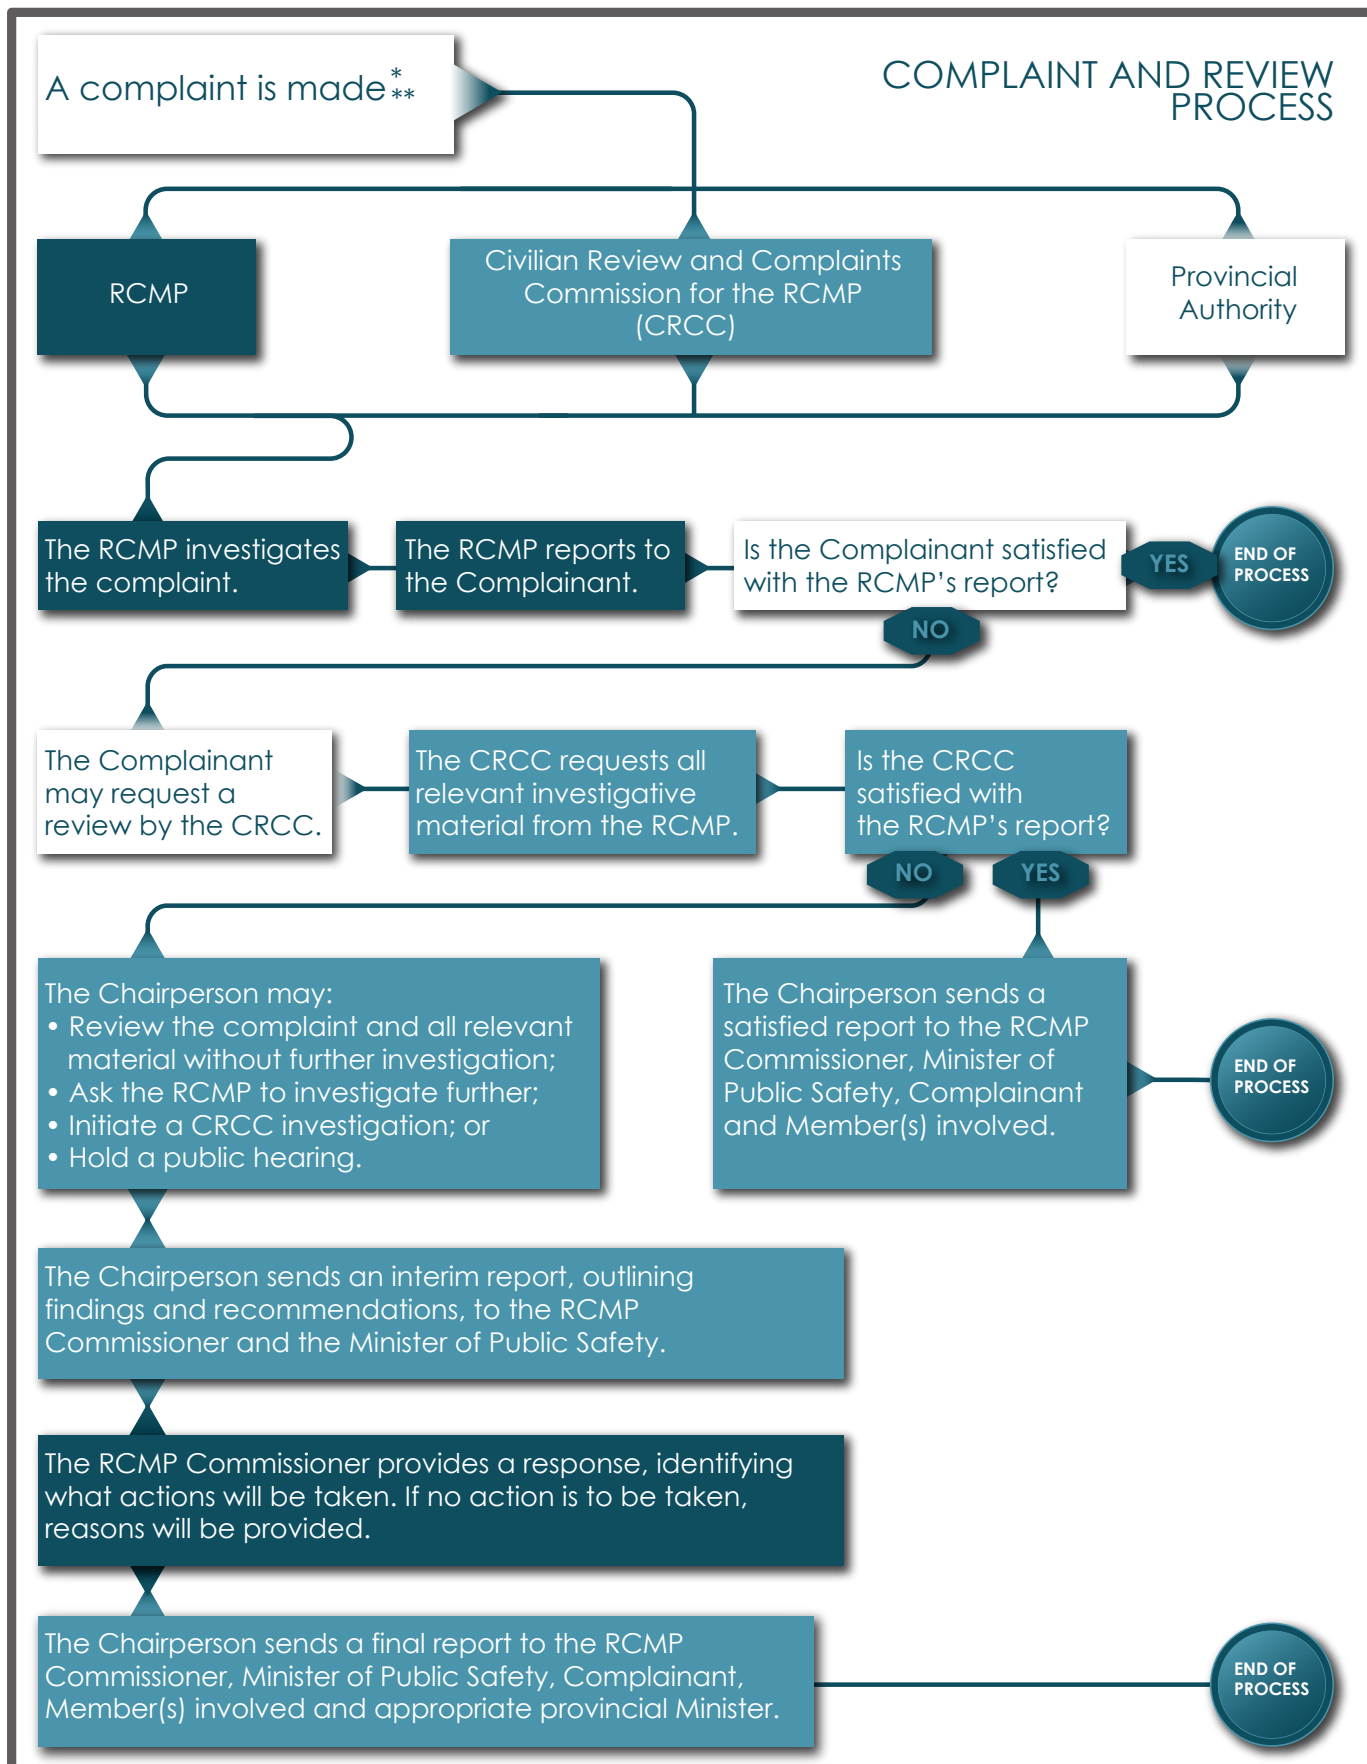 A complaint is made*
**
COMPLAINT AND REVIEW
PROCESS
RCMP
Civilian Review and Complaints
Commission for the RCMP
(CRCC)
Provincial
Authority
The RCMP investigates
the complaint.
The RCMP reports to
the Complainant.
Is the Complainant satisfied
with the RCMP’s report?
YES
END OF
PROCESS
NO
The Complainant
may request a
review by the CRCC.
The CRCC requests all
relevant investigative
material from the RCMP.
Is the CRCC
satisfied with
the RCMP’s report?
NO
YES
The Chairperson may:
• Review the complaint and all relevant
material without further investigation;
• Ask the RCMP to investigate further;
• Initiate a CRCC investigation; or
• Hold a public hearing.
The Chairperson sends a
satisfied report to the RCMP
Commissioner, Minister of
Public Safety, Complainant
and Member(s) involved.
END OF
PROCESS
The Chairperson sends an interim report, outlining
findings and recommendations, to the RCMP
Commissioner and the Minister of Public Safety.
The RCMP Commissioner provides a response, identifying
what actions will be taken. If no action is to be taken,
reasons will be provided.
The Chairperson sends a final report to the RCMP
Commissioner, Minister of Public Safety, Complainant,
Member(s) involved and appropriate provincial Minister.
END OF
PROCESS